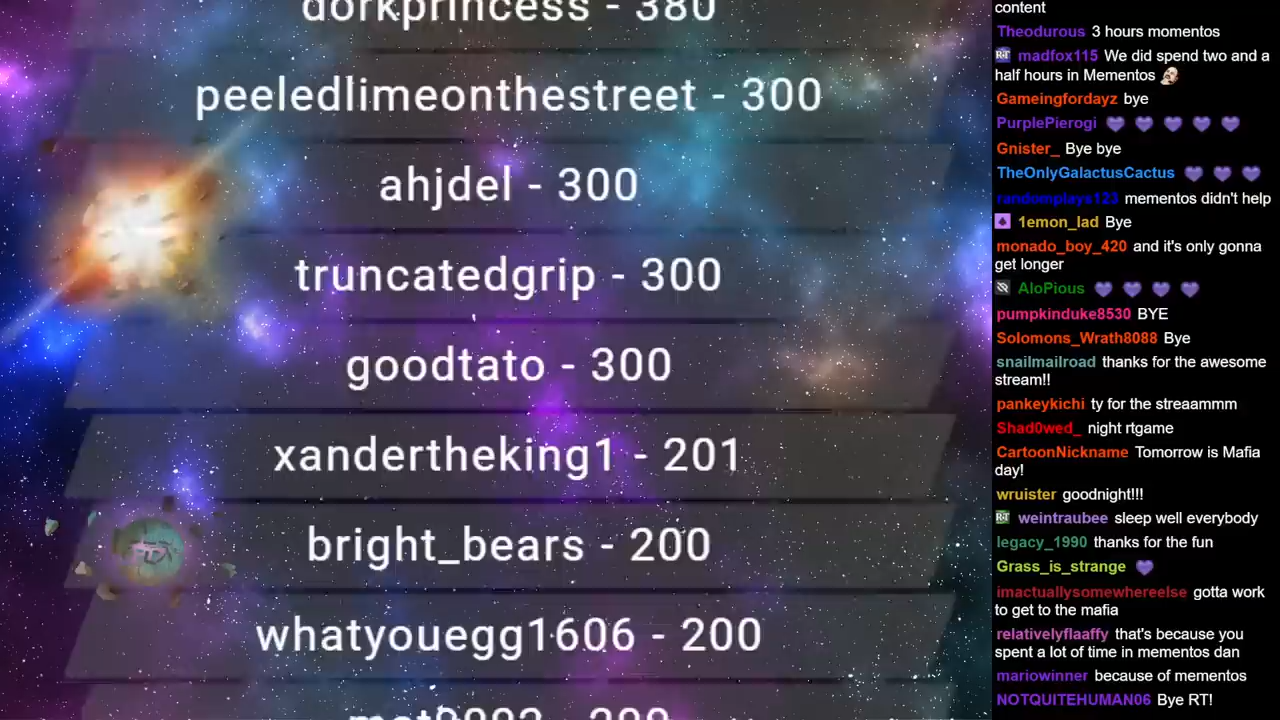 dorkprincess - 380
peeledlimeonthestreet - 300
ahjdel - 300
truncatedgrip - 300
goodtato - 300
xandertheking1 - 201
bright_bears - 200
whatyouegg1606 - 200
content
Theodurous 3 hours momentos
madfox115 We did spend two and a
half hours in Mementos
Gameingfordayz bye
PurplePierogi 💜 💜 💜 💜 💜
Gnister_ Bye bye
TheOnlyGalactusCactus 💜 💜 💜
randomplays123 mementos didn't help
1emon_lad Bye
monado_boy_420 and it's only gonna
get longer
AloPious 💜 💜 💜 💜
pumpkinduke8530 BYE
Solomons_Wrath8088 Bye
snailmailroad thanks for the awesome
stream!!
pankeykichi ty for the streaammm
Shad0wed_ night rtgame
CartoonNickname Tomorrow is Mafia
day!
wruister goodnight!!!
weintraubee sleep well everybody
legacy_1990 thanks for the fun
Grass_is_strange 💜
imactuallysomewhereelse gotta work
to get to the mafia
relativelyflaaffy that's because you
spent a lot of time in mementos dan
mariowinner because of mementos
NOTQUITEHUMAN06 Bye RT!